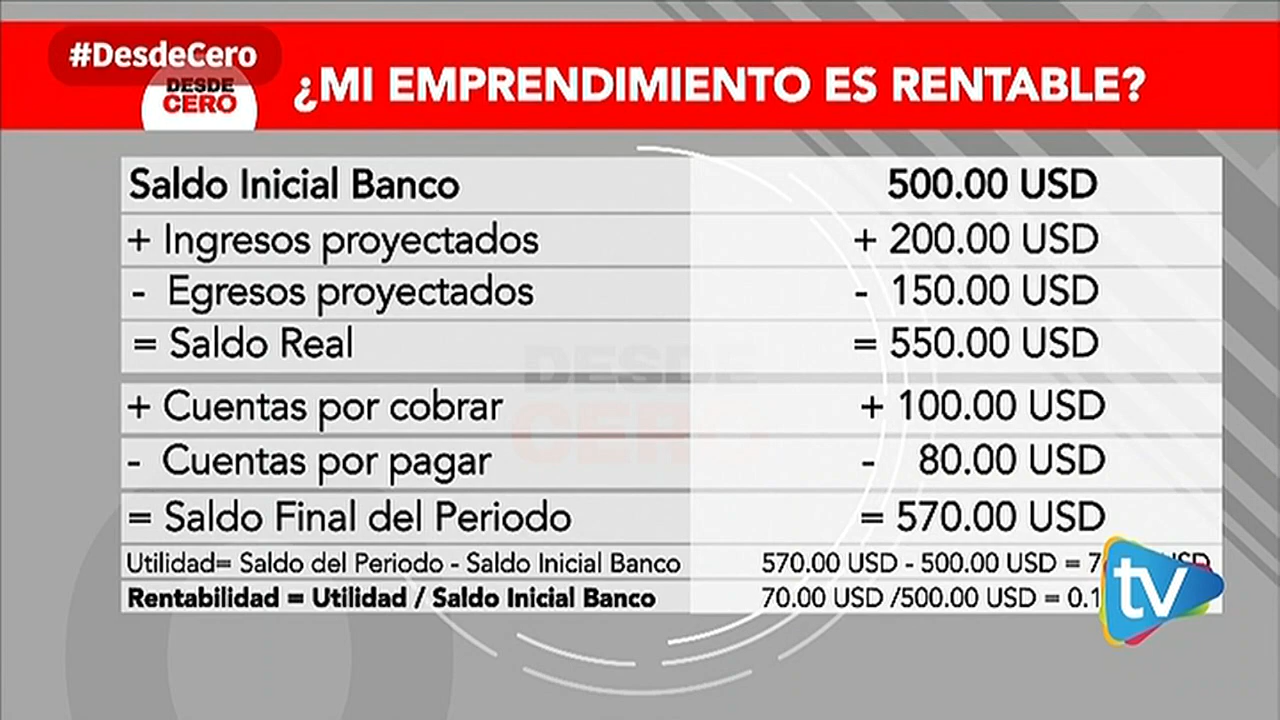 #DesdeCero
DESDE
CERO
¿MI EMPRENDIMIENTO ES RENTABLE?
Saldo Inicial Banco 500.00 USD
+ Ingresos proyectados + 200.00 USD
- Egresos proyectados - 150.00 USD
= Saldo Real = 550.00 USD
DESDE
CERO
+ Cuentas por cobrar + 100.00 USD
- Cuentas por pagar - 80.00 USD
= Saldo Final del Periodo = 570.00 USD
Utilidad= Saldo del Periodo - Saldo Inicial Banco 570.00 USD - 500.00 USD = USD
Rentabilidad = Utilidad / Saldo Inicial Banco 70.00 USD /500.00 USD =
tv